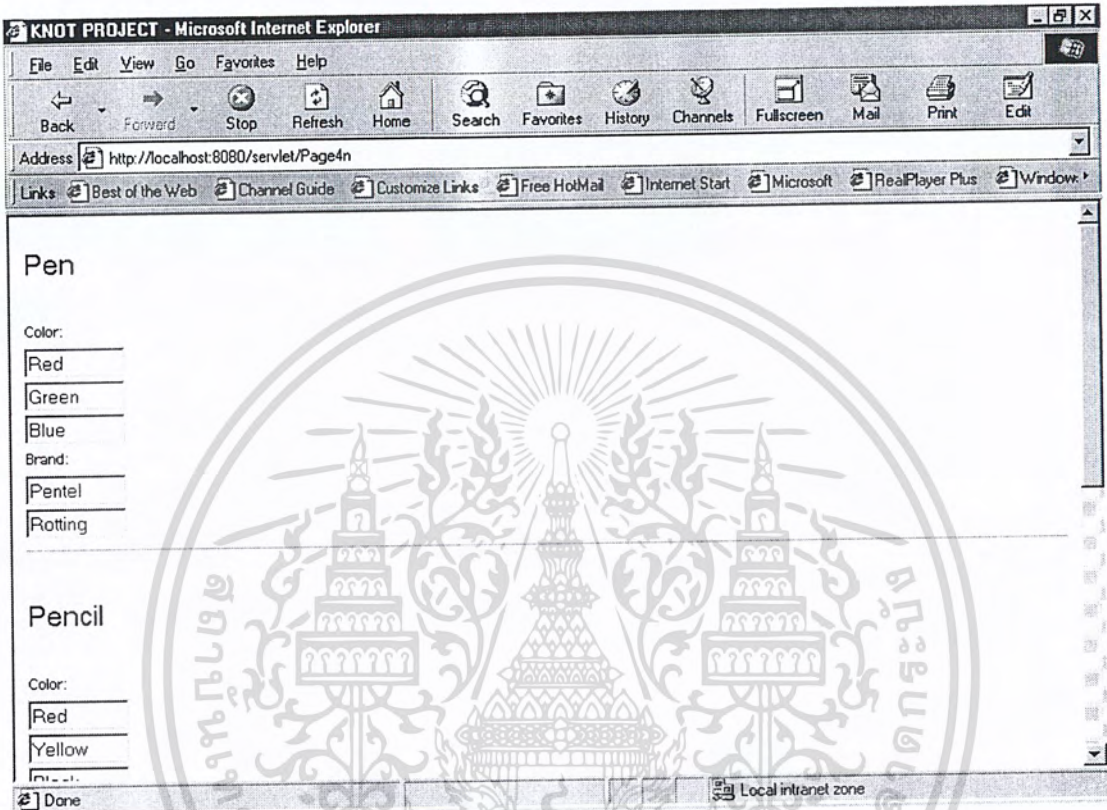 KNOT PROJECT - Microsoft Internet Explorer
File Edit View Go Favorites Help
Back Forward Stop Refresh Home Search Favorites History Channels Fullscreen Mail Print Edit
Address http://localhost:8080/servlet/Page4n
Links Best of the Web Channel Guide Customize Links Free HotMail Internet Start Microsoft RealPlayer Plus Window
Pen
Color:
Red
Green
Blue
Brand:
Pentel
Rotting
Pencil
Color:
Red
Yellow
Done Local intranet zone